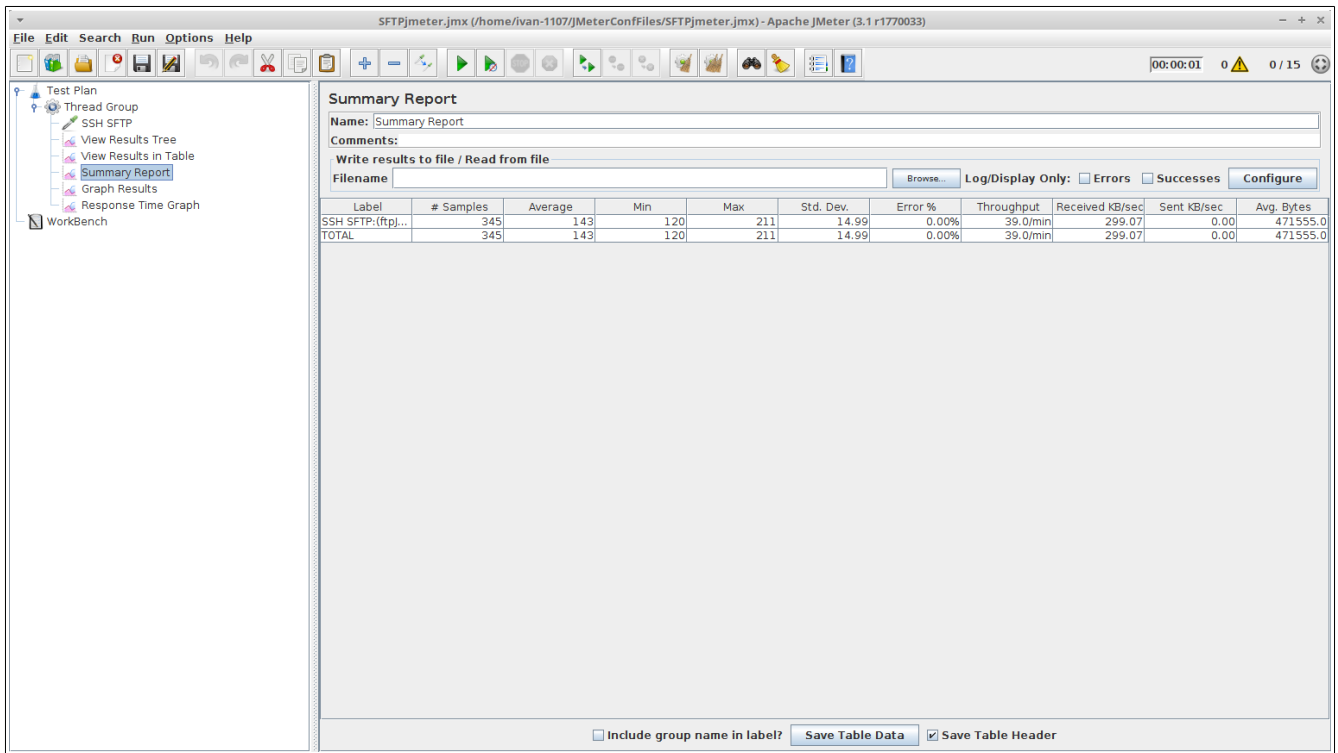 SFTPjmeter.jmx (/home/ivan-1107/JMeterConfFiles/SFTPjmeter.jmx) - Apache JMeter (3.1 r1770033)
File Edit Search Run Options Help
00:00:01 0 0 / 15
Test Plan
Thread Group
SSH SFTP
View Results Tree
View Results in Table
Summary Report
Graph Results
Response Time Graph
WorkBench
Summary Report
Name: Summary Report
Comments:
Write results to file / Read from file
Filename Browse... Log/Display Only: Errors Successes Configure
Label # Samples Average Min Max Std. Dev. Error % Throughput Received KB/sec Sent KB/sec Avg. Bytes
SSH SFTP:(ftpJ... 345 143 120 211 14.99 0.00% 39.0/min 299.07 0.00 471555.0
TOTAL 345 143 120 211 14.99 0.00% 39.0/min 299.07 0.00 471555.0
Include group name in label? Save Table Data Save Table Header